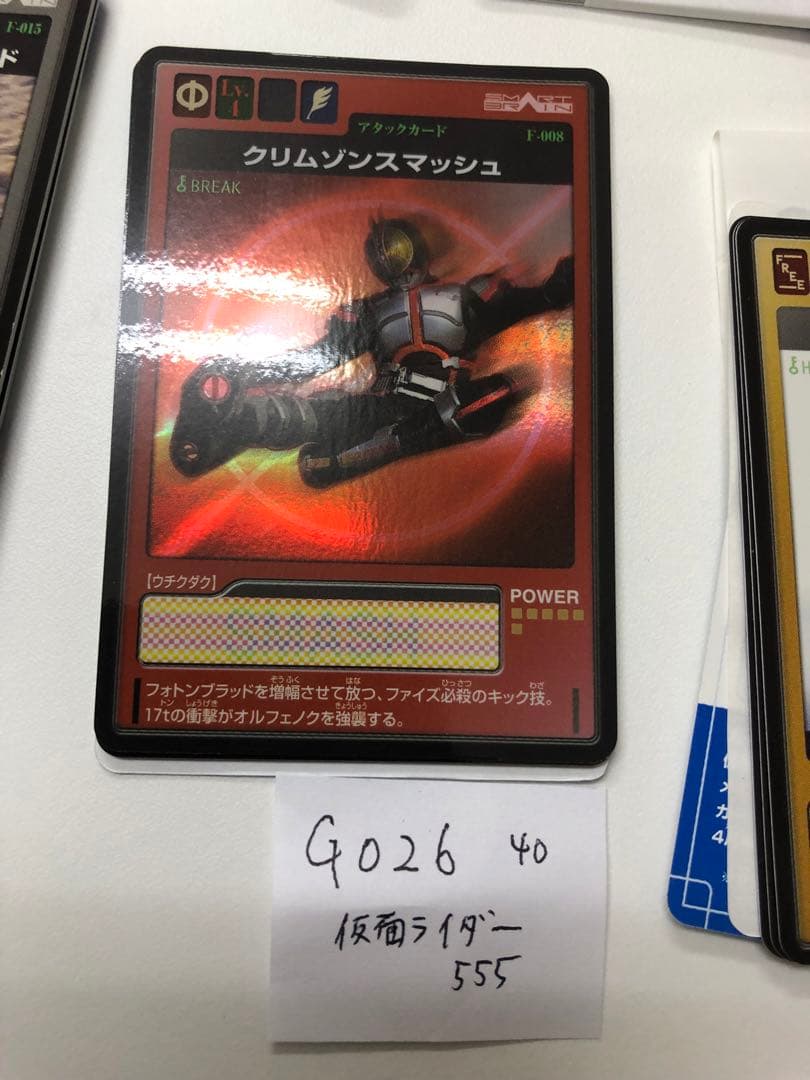 F-015
ド
Φ
Lv.
4
SMART
BRAIN
アタックカード
F-008
クリムゾンスマッシュ
BREAK
【ウチクダク】
POWER
フォトンブラッドを増幅させて放つ、ファイズ必殺のキック技。
17tの衝撃がオルフェノクを強襲する。
G026 40
仮面ライダー
555
FREE
H